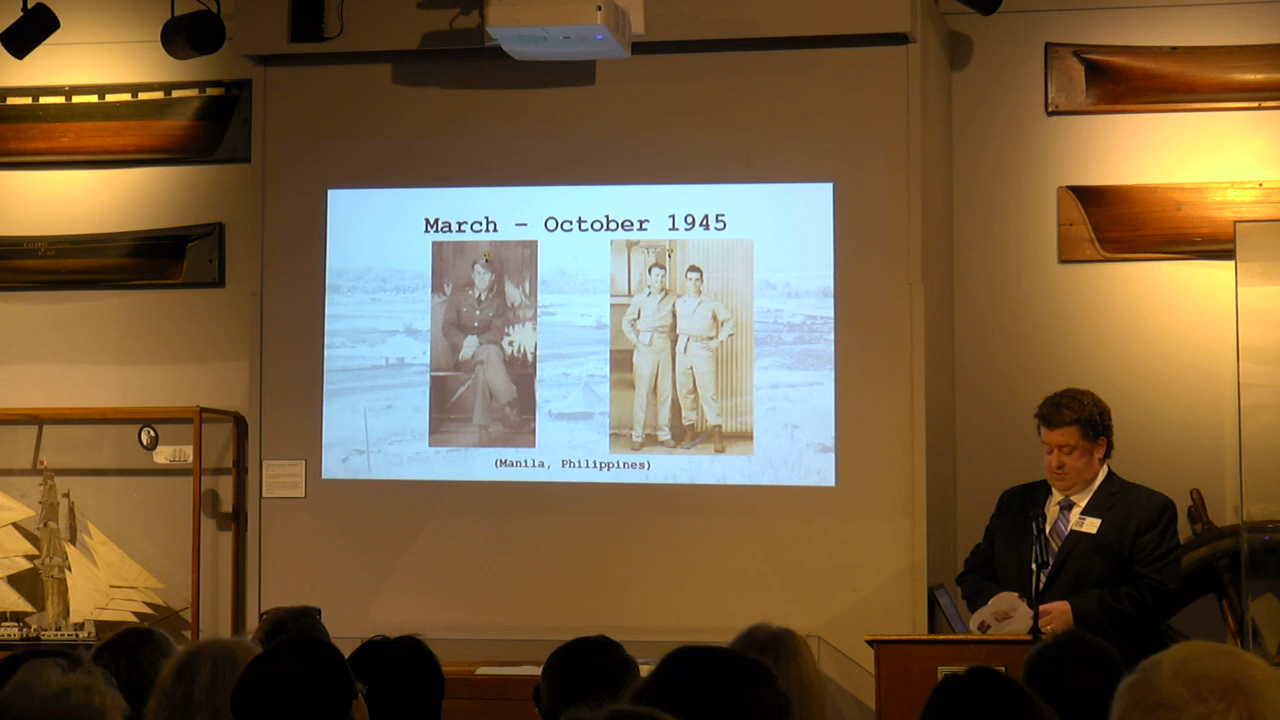 March – October 1945
(Manila, Philippines)